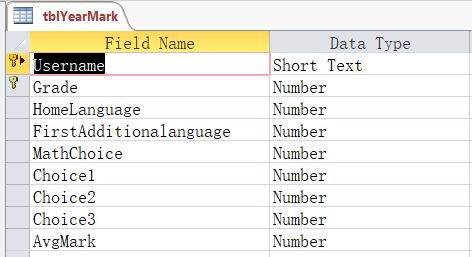 tblYearMark
Field Name Data Type
Username Short Text
Grade Number
HomeLanguage Number
FirstAdditionalanguage Number
MathChoice Number
Choice1 Number
Choice2 Number
Choice3 Number
AvgMark Number